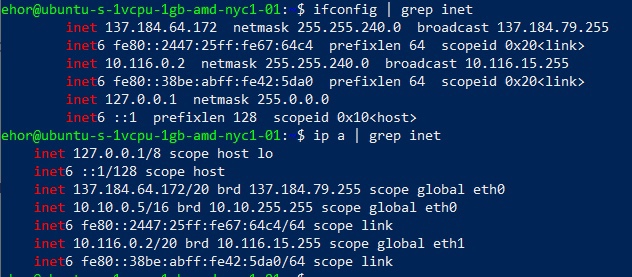 ehor@ubuntu-s-1vcpu-1gb-amd-nyc1-01: $ ifconfig | grep inet
inet 137.184.64.172 netmask 255.255.240.0 broadcast 137.184.79.255
inet6 fe80::2447:25ff:fe67:64c4 prefixlen 64 scopeid 0x20<link>
inet 10.116.0.2 netmask 255.255.240.0 broadcast 10.116.15.255
inet6 fe80::38be:abff:fe42:5da0 prefixlen 64 scopeid 0x20<link>
inet 127.0.0.1 netmask 255.0.0.0
inet6 ::1 prefixlen 128 scopeid 0x10<host>
ehor@ubuntu-s-1vcpu-1gb-amd-nyc1-01: $ ip a | grep inet
inet 127.0.0.1/8 scope host lo
inet6 ::1/128 scope host
inet 137.184.64.172/20 brd 137.184.79.255 scope global eth0
inet 10.10.0.5/16 brd 10.10.255.255 scope global eth0
inet6 fe80::2447:25ff:fe67:64c4/64 scope link
inet 10.116.0.2/20 brd 10.116.15.255 scope global eth1
inet6 fe80::38be:abff:fe42:5da0/64 scope link